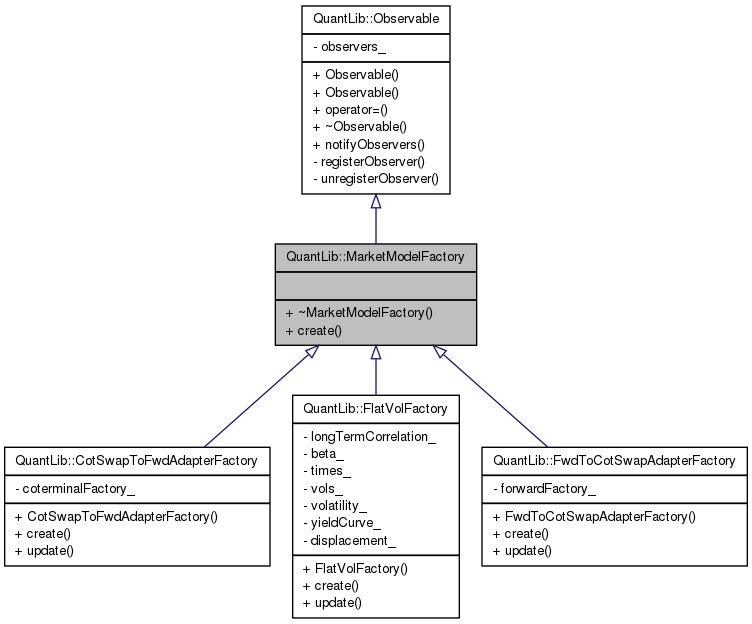 QuantLib::Observable
- observers_
+ Observable()
+ Observable()
+ operator=()
+ ~Observable()
+ notifyObservers()
- registerObserver()
- unregisterObserver()
QuantLib::MarketModelFactory
+ ~MarketModelFactory()
+ create()
QuantLib::CotSwapToFwdAdapterFactory
- coterminalFactory_
+ CotSwapToFwdAdapterFactory()
+ create()
+ update()
QuantLib::FlatVolFactory
- longTermCorrelation_
- beta_
- times_
- vols_
- volatility_
- yieldCurve_
- displacement_
+ FlatVolFactory()
+ create()
+ update()
QuantLib::FwdToCotSwapAdapterFactory
- forwardFactory_
+ FwdToCotSwapAdapterFactory()
+ create()
+ update()